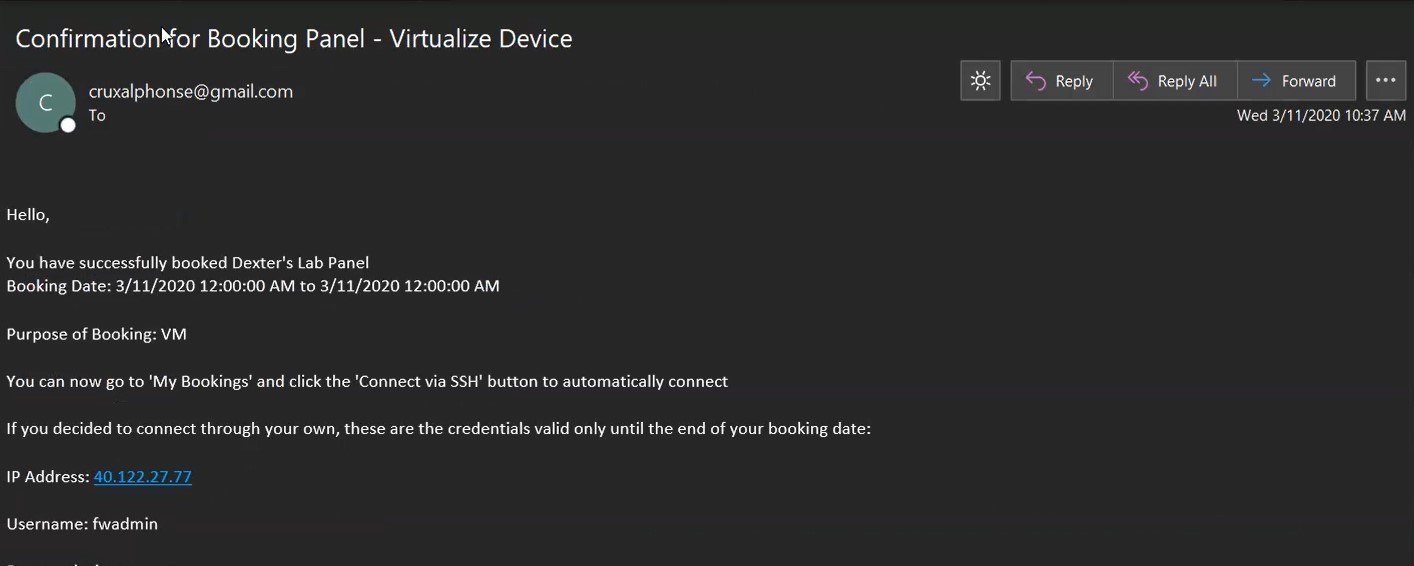 Confirmation for Booking Panel - Virtualize Device
C
cruxalphonse@gmail.com
To
Reply
Reply All
Forward
Wed 3/11/2020 10:37 AM
Hello,
You have successfully booked Dexter's Lab Panel
Booking Date: 3/11/2020 12:00:00 AM to 3/11/2020 12:00:00 AM
Purpose of Booking: VM
You can now go to 'My Bookings' and click the 'Connect via SSH' button to automatically connect
If you decided to connect through your own, these are the credentials valid only until the end of your booking date:
IP Address: 40.122.27.77
Username: fwadmin